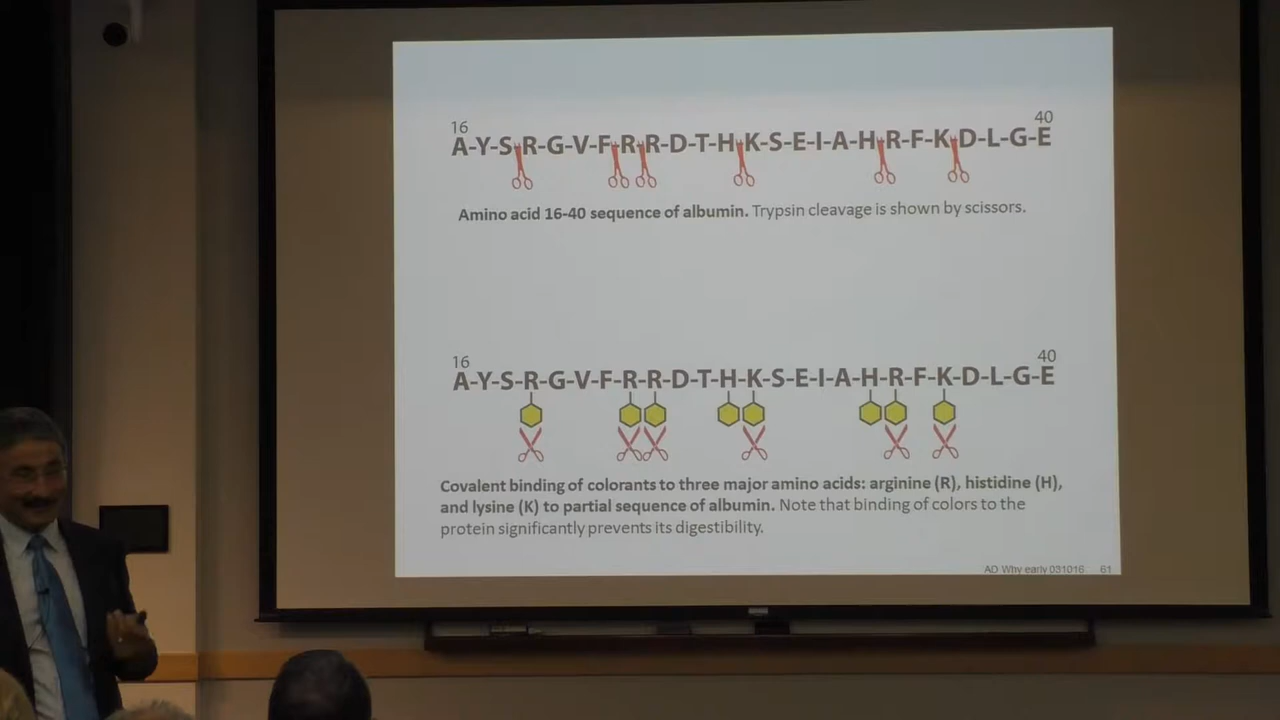 16
40
A-Y-S-R-G-V-F-R-R-D-T-H-K-S-E-I-A-H-R-F-K-D-L-G-E
Amino acid 16-40 sequence of albumin. Trypsin cleavage is shown by scissors.
16
40
A-Y-S-R-G-V-F-R-R-D-T-H-K-S-E-I-A-H-R-F-K-D-L-G-E
Covalent binding of colorants to three major amino acids: arginine (R), histidine (H),
and lysine (K) to partial sequence of albumin. Note that binding of colors to the
protein significantly prevents its digestibility.
AD Why early 031016 61